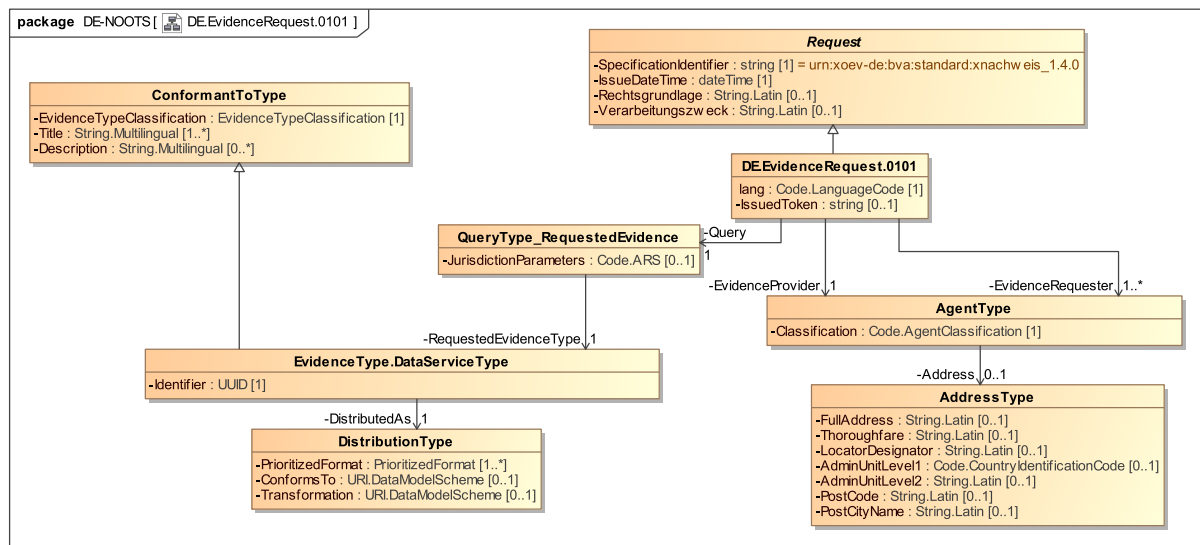 package DE-NOOTS [ DE.EvidenceRequest.0101 ]
Request
-SpecificationIdentifier : string [1] = urn:xoev-de:bva:standard:xnachweis_1.4.0
-IssueDateTime : dateTime [1]
-Rechtsgrundlage : String.Latin [0..1]
-Verarbeitungszweck : String.Latin [0..1]
ConformantToType
-EvidenceTypeClassification : EvidenceTypeClassification [1]
-Title : String.Multilingual [1..*]
-Description : String.Multilingual [0..*]
DE.EvidenceRequest.0101
lang : Code.LanguageCode [1]
-IssuedToken : string [0..1]
-Query
1
QueryType_RequestedEvidence
-JurisdictionParameters : Code.ARS [0..1]
-EvidenceProvider 1
-EvidenceRequester 1..*
AgentType
-Classification : Code.AgentClassification [1]
-RequestedEvidenceType 1
EvidenceType.DataServiceType
-Identifier : UUID [1]
-Address 0..1
AddressType
-FullAddress : String.Latin [0..1]
-Thoroughfare : String.Latin [0..1]
-LocatorDesignator : String.Latin [0..1]
-AdminUnitLevel1 : Code.CountryIdentificationCode [0..1]
-AdminUnitLevel2 : String.Latin [0..1]
-PostCode : String.Latin [0..1]
-PostCityName : String.Latin [0..1]
-DistributedAs 1
DistributionType
-PrioritizedFormat : PrioritizedFormat [1..*]
-ConformsTo : URI.DataModelScheme [0..1]
-Transformation : URI.DataModelScheme [0..1]